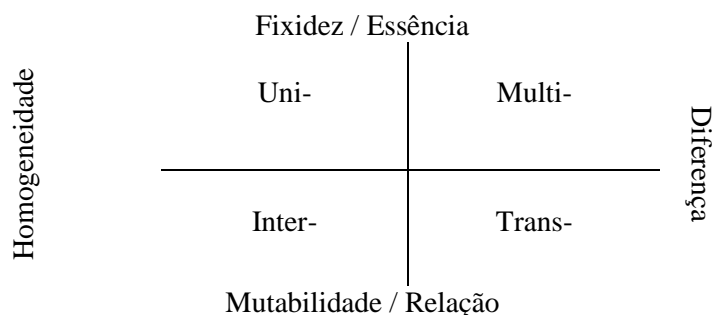 Fixidez / Essência
Homogeneidade
Uni-
Multi-
Diferença
Inter-
Trans-
Mutabilidade / Relação